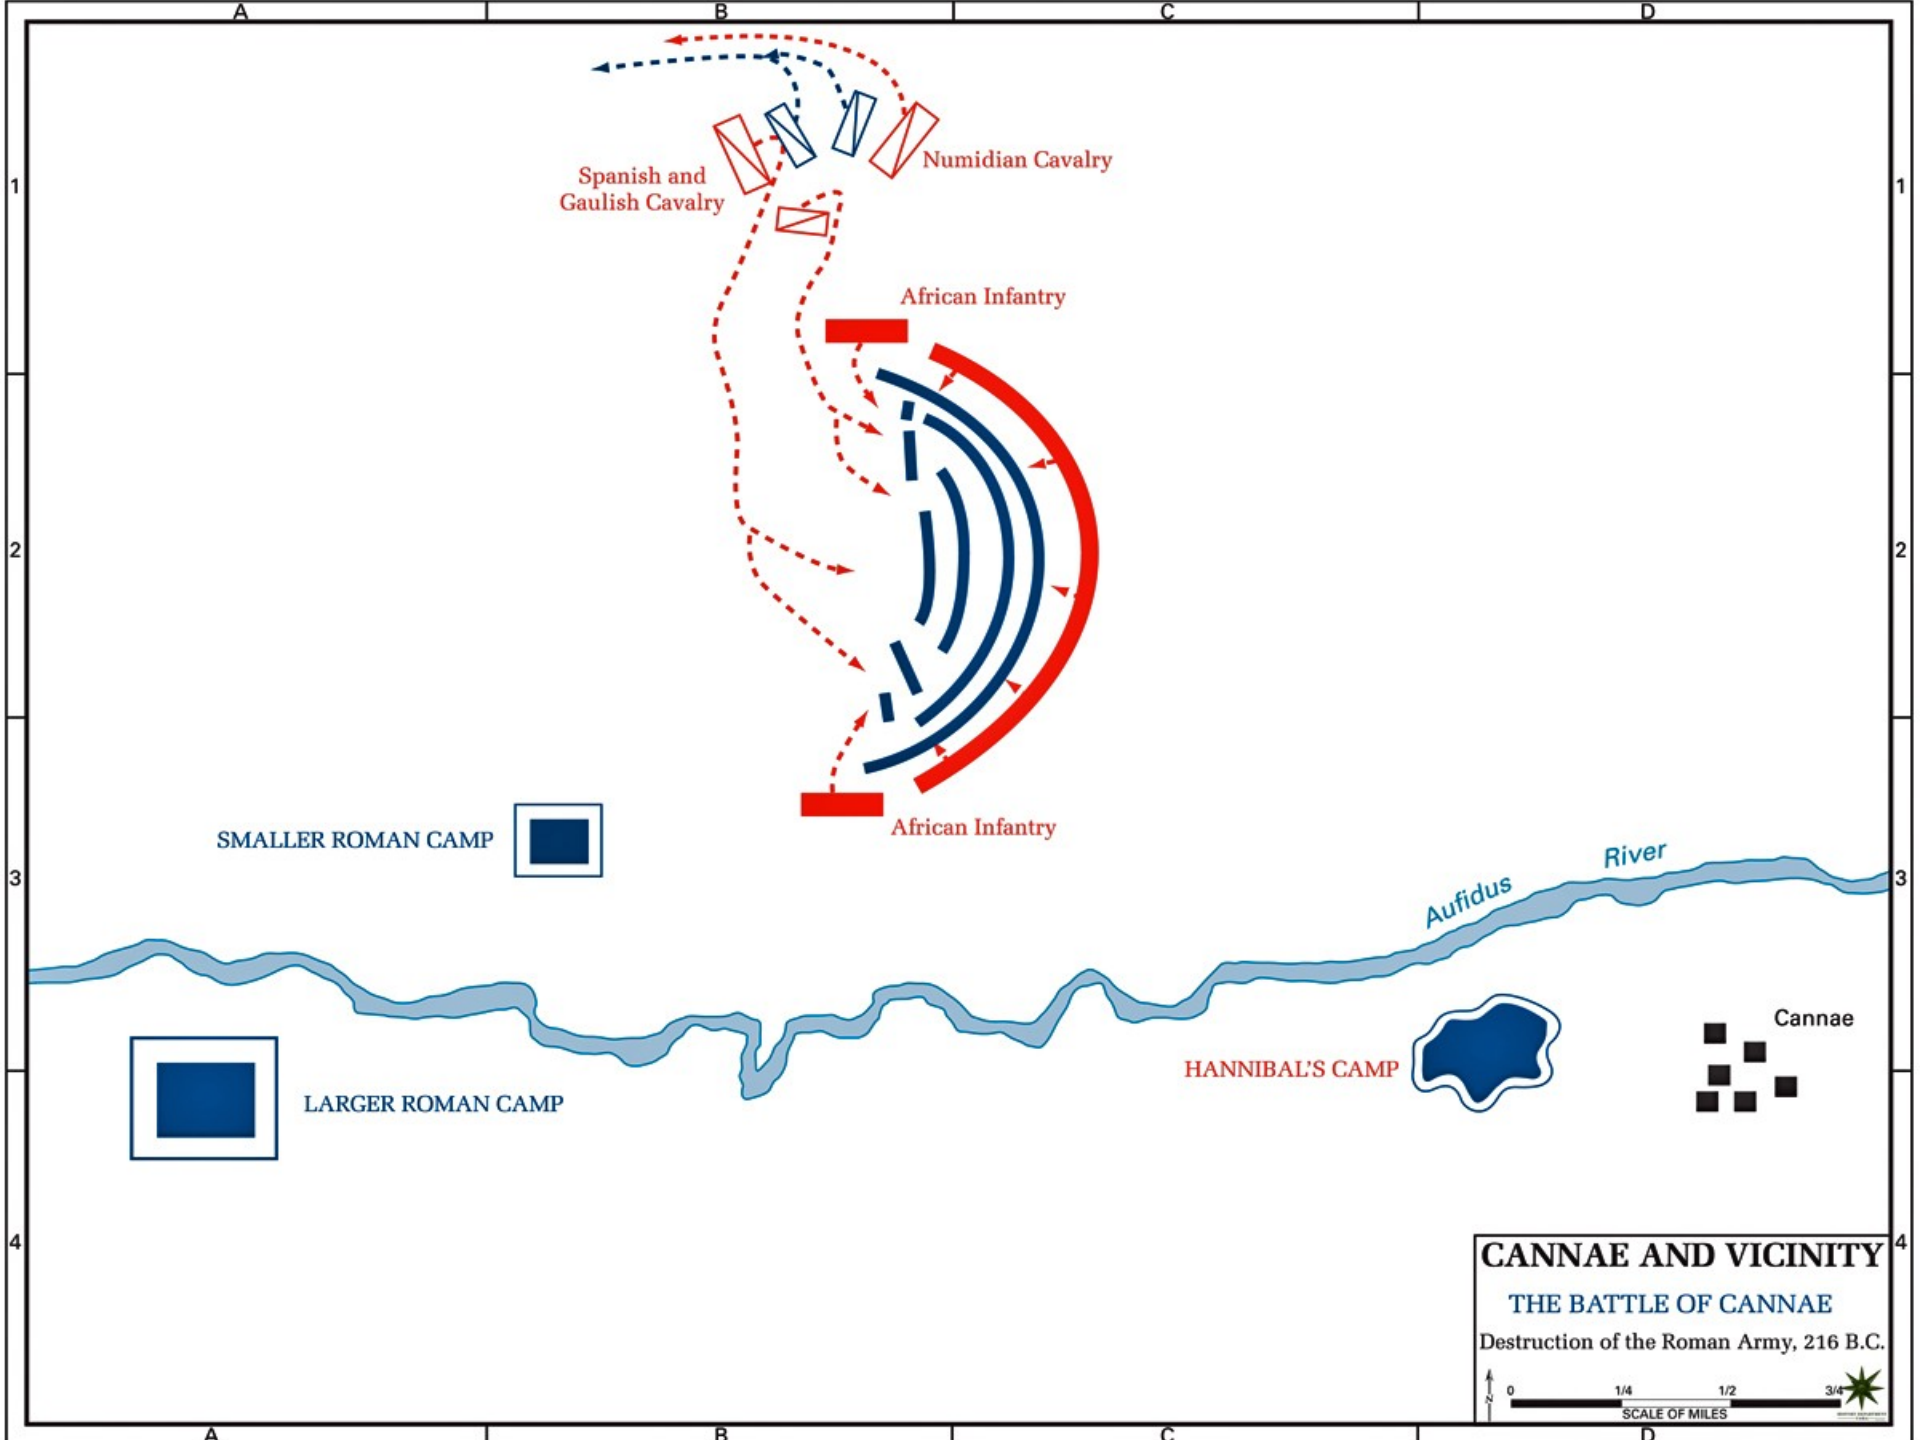 A B C D
1 1
Spanish and
Gaulish Cavalry
Numidian Cavalry
African Infantry
2 2
African Infantry
SMALLER ROMAN CAMP
3 3
Aufidus River
HANNIBAL'S CAMP
Cannae
LARGER ROMAN CAMP
4 4
CANNAE AND VICINITY
THE BATTLE OF CANNAE
Destruction of the Roman Army, 216 B.C.
N
0 1/4 1/2 3/4
SCALE OF MILES
A B C D